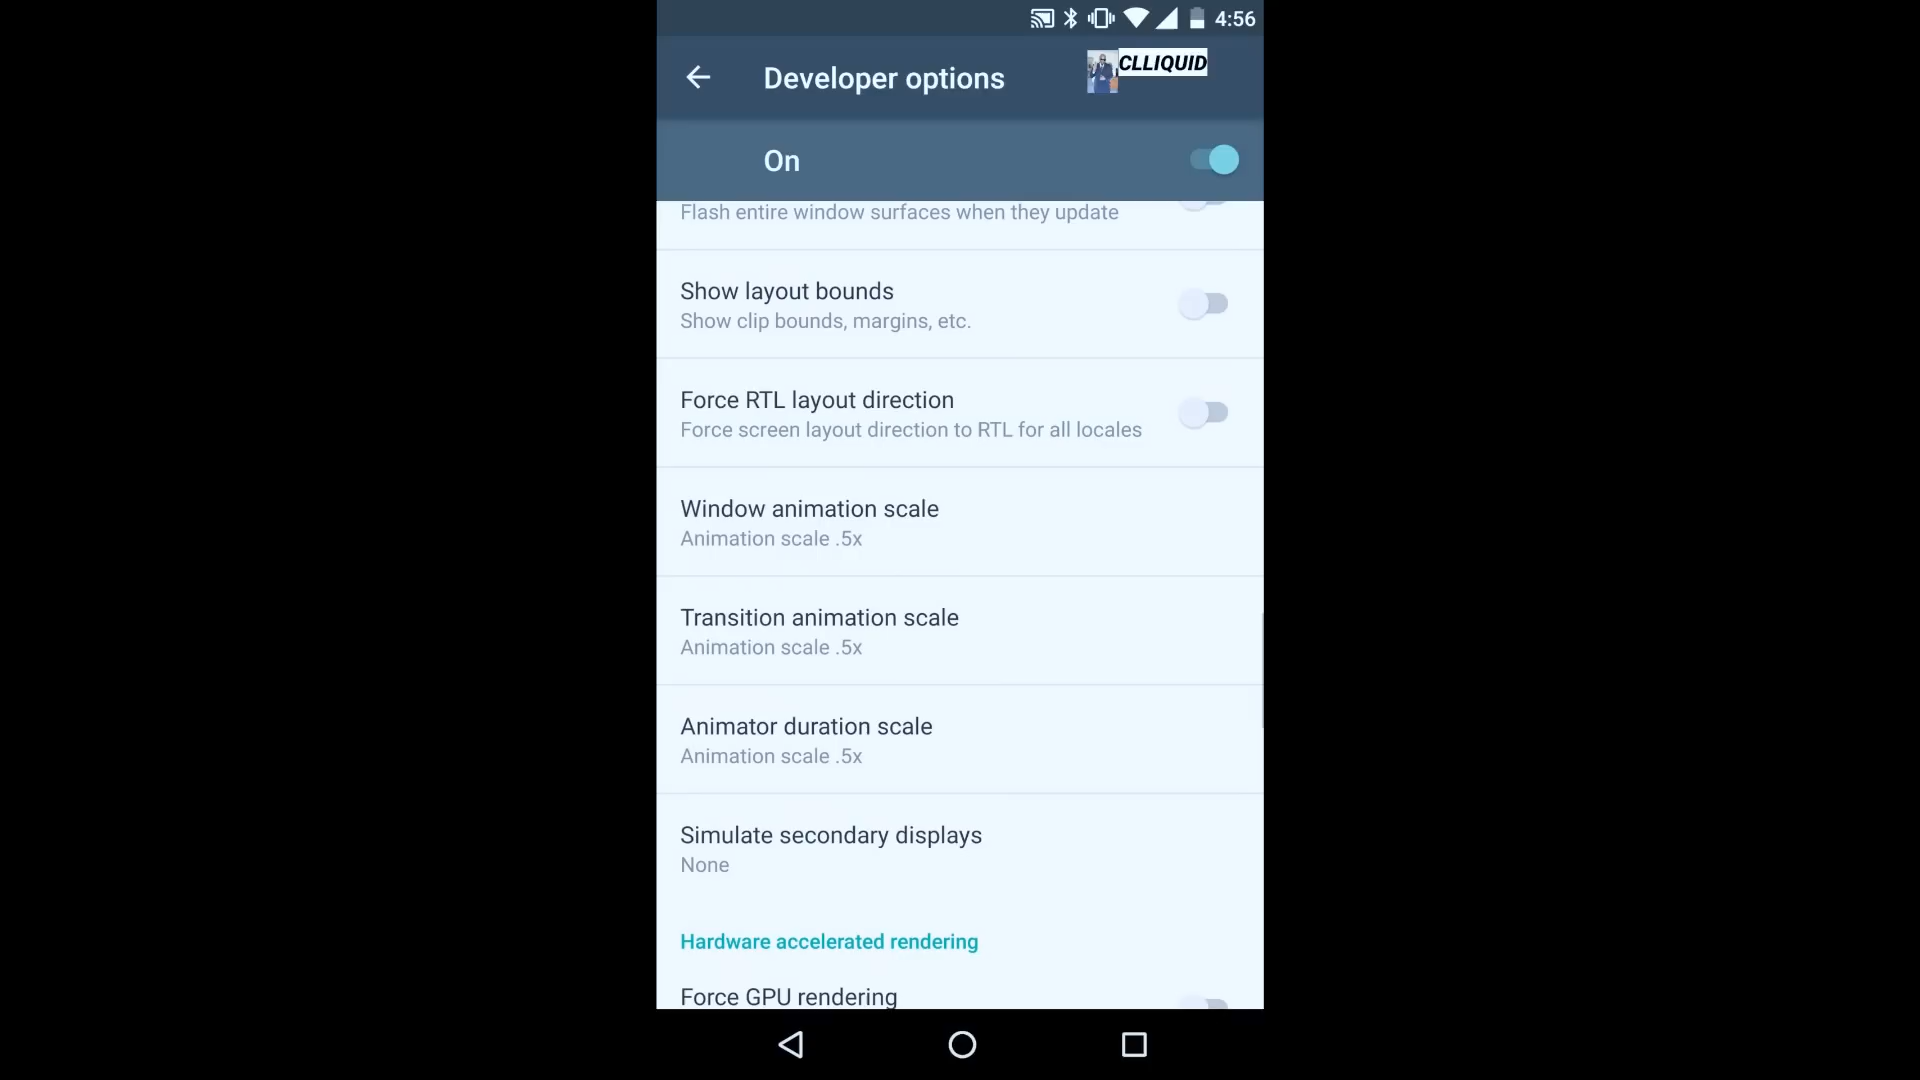 4:56
Developer options
CLLIQUID
On
Flash entire window surfaces when they update
Show layout bounds
Show clip bounds, margins, etc.
Force RTL layout direction
Force screen layout direction to RTL for all locales
Window animation scale
Animation scale .5x
Transition animation scale
Animation scale .5x
Animator duration scale
Animation scale .5x
Simulate secondary displays
None
Hardware accelerated rendering
Force GPU rendering